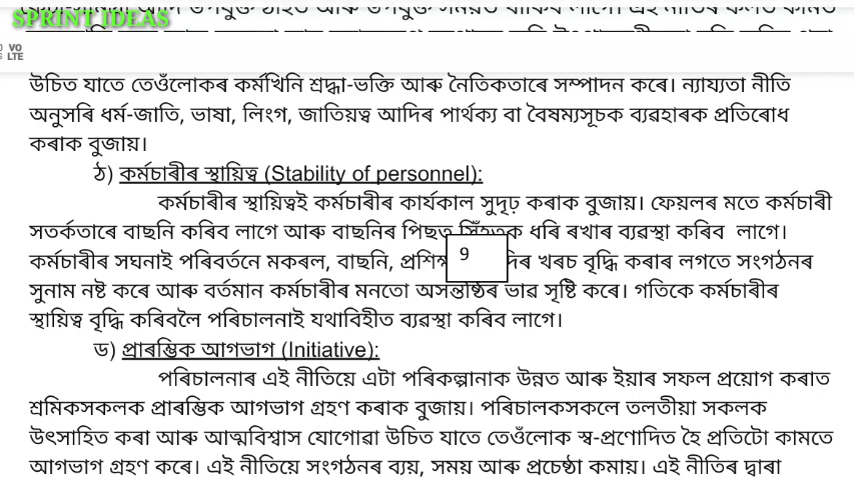 SPRINT IDEAS
VO
LTE
উচিত যাতে তেওঁলোকৰ কৰ্মখিনি শ্ৰদ্ধা-ভক্তি আৰু নৈতিকতাৰে সম্পাদন কৰে। ন্যায্যতা নীতি
অনুসৰি ধৰ্ম-জাতি, ভাষা, লিংগ, জাতিয়ত্ব আদিৰ পাৰ্থক্য বা বৈষম্যসূচক ব্যৱহাৰক প্ৰতিৰোধ
কৰাক বুজায়।
ঠ) কৰ্মচাৰীৰ স্থায়িত্ব (Stability of personnel):
কৰ্মচাৰীৰ স্থায়িত্বই কৰ্মচাৰীৰ কাৰ্যকাল সুদৃঢ় কৰাক বুজায়। ফেয়লৰ মতে কৰ্মচাৰী
সতৰ্কতাৰে বাছনি কৰিব লাগে আৰু বাছনিৰ পিছত ধৰি ৰখাৰ ব্যৱস্থা কৰিব লাগে।
কৰ্মচাৰীৰ সঘনাই পৰিবৰ্তনে মকৰল, বাছনি, খৰচ বৃদ্ধি কৰাৰ লগতে সংগঠনৰ
9
সুনাম নষ্ট কৰে আৰু বৰ্তমান কৰ্মচাৰীৰ মনতো অসন্তাষ্ঠৰ ভাৱ সৃষ্টি কৰে। গতিকে কৰ্মচাৰীৰ
স্থায়িত্ব বৃদ্ধি কৰিবলৈ পৰিচালনাই যথাবিহীত ব্যৱস্থা কৰিব লাগে।
ড) প্ৰাৰম্ভিক আগভাগ (Initiative):
পৰিচালনাৰ এই নীতিয়ে এটা পৰিকল্পনাক উন্নত আৰু ইয়াৰ সফল প্ৰয়োগ কৰাত
শ্ৰমিকসকলক প্ৰাৰম্ভিক আগভাগ গ্ৰহণ কৰাক বুজায়। পৰিচালকসকলে তলতীয়া সকলক
উৎসাহিত কৰা আৰু আত্মবিশ্বাস যোগোৱা উচিত যাতে তেওঁলোক স্ব-প্ৰণোদিত হৈ প্ৰতিটো কামতে
আগভাগ গ্ৰহণ কৰে। এই নীতিয়ে সংগঠনৰ ব্যয়, সময় আৰু প্ৰচেষ্ঠা কমায়। এই নীতিৰ দ্বাৰা